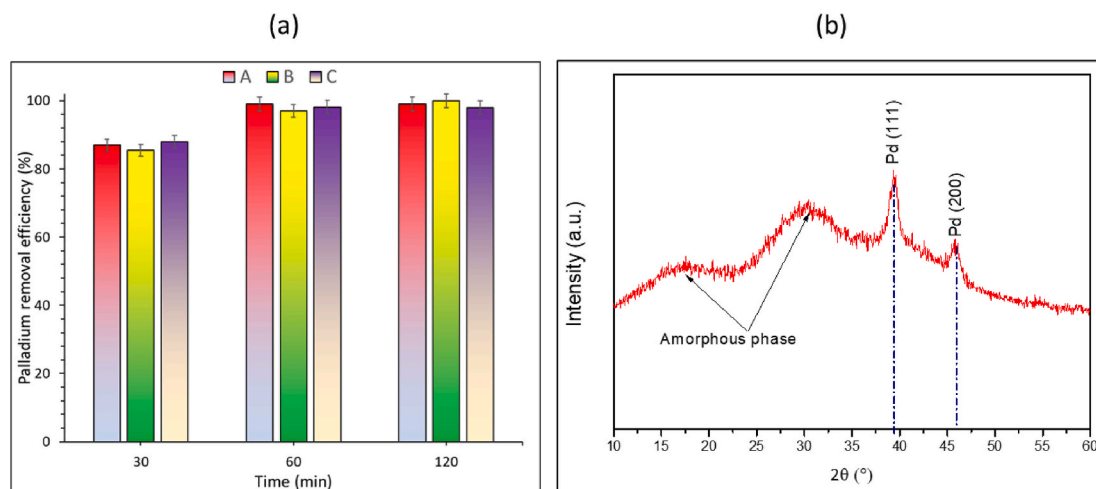 (a)
A B C
Palladium removal efficiency (%)
100
80
60
40
20
0
30 60 120
Time (min)
(b)
Intensity (a.u.)
Pd (111)
Pd (200)
Amorphous phase
10 15 20 25 30 35 40 45 50 55 60
2θ (°)